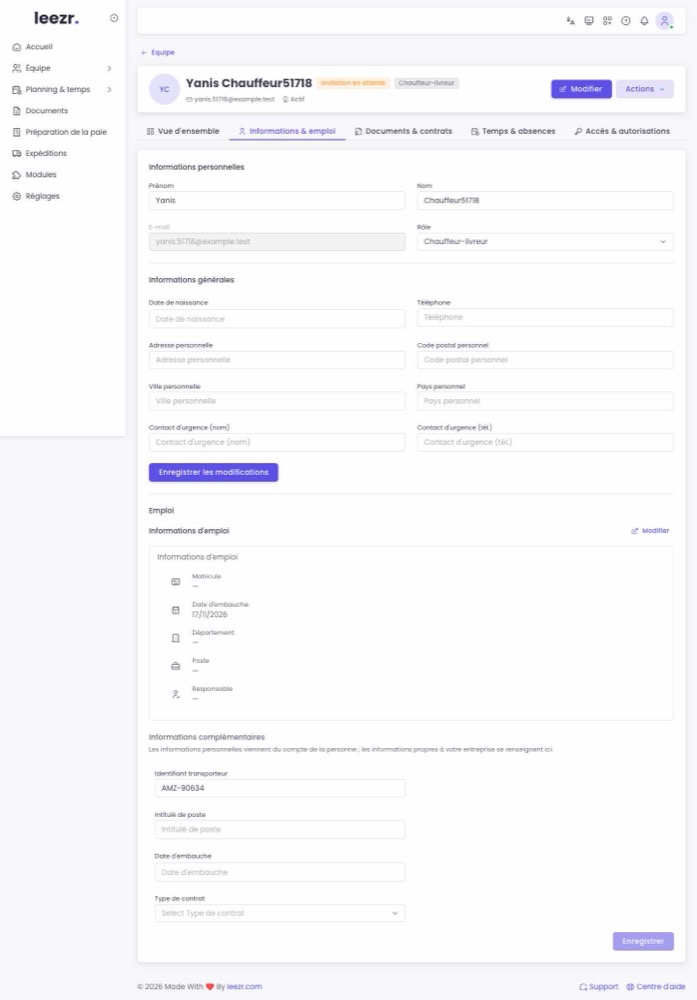 leezr.
Accueil
Équipe
Planning & temps
Documents
Préparation de la paie
Expéditions
Modules
Réglages
← Équipe
YC
Yanis Chauffeur51718
Invitation en attente
Chauffeur-livreur
yanis.51718@example.test
Actif
Modifier
Actions
Vue d'ensemble
Informations & emploi
Documents & contrats
Temps & absences
Accès & autorisations
Informations personnelles
Prénom
Nom
Yanis
Chauffeur51718
E-mail
Rôle
yanis.51718@example.test
Chauffeur-livreur
Informations générales
Date de naissance
Téléphone
Date de naissance
Téléphone
Adresse personnelle
Code postal personnel
Adresse personnelle
Code postal personnel
Ville personnelle
Pays personnel
Ville personnelle
Pays personnel
Contact d'urgence (nom)
Contact d'urgence (tél.)
Contact d'urgence (nom)
Contact d'urgence (tél.)
Enregistrer les modifications
Emploi
Informations d'emploi
Modifier
Informations d'emploi
Matricule
—
Date d'embauche
17/11/2026
Département
—
Poste
—
Responsable
—
Informations complémentaires
Les informations personnelles viennent du compte de la personne ; les informations propres à votre entreprise se renseignent ici.
Identifiant transporteur
AMZ-90634
Intitulé de poste
Intitulé de poste
Date d'embauche
Date d'embauche
Type de contrat
Select Type de contrat
Enregistrer
© 2026 Made With ❤ By leezr.com
Support
Centre d'aide